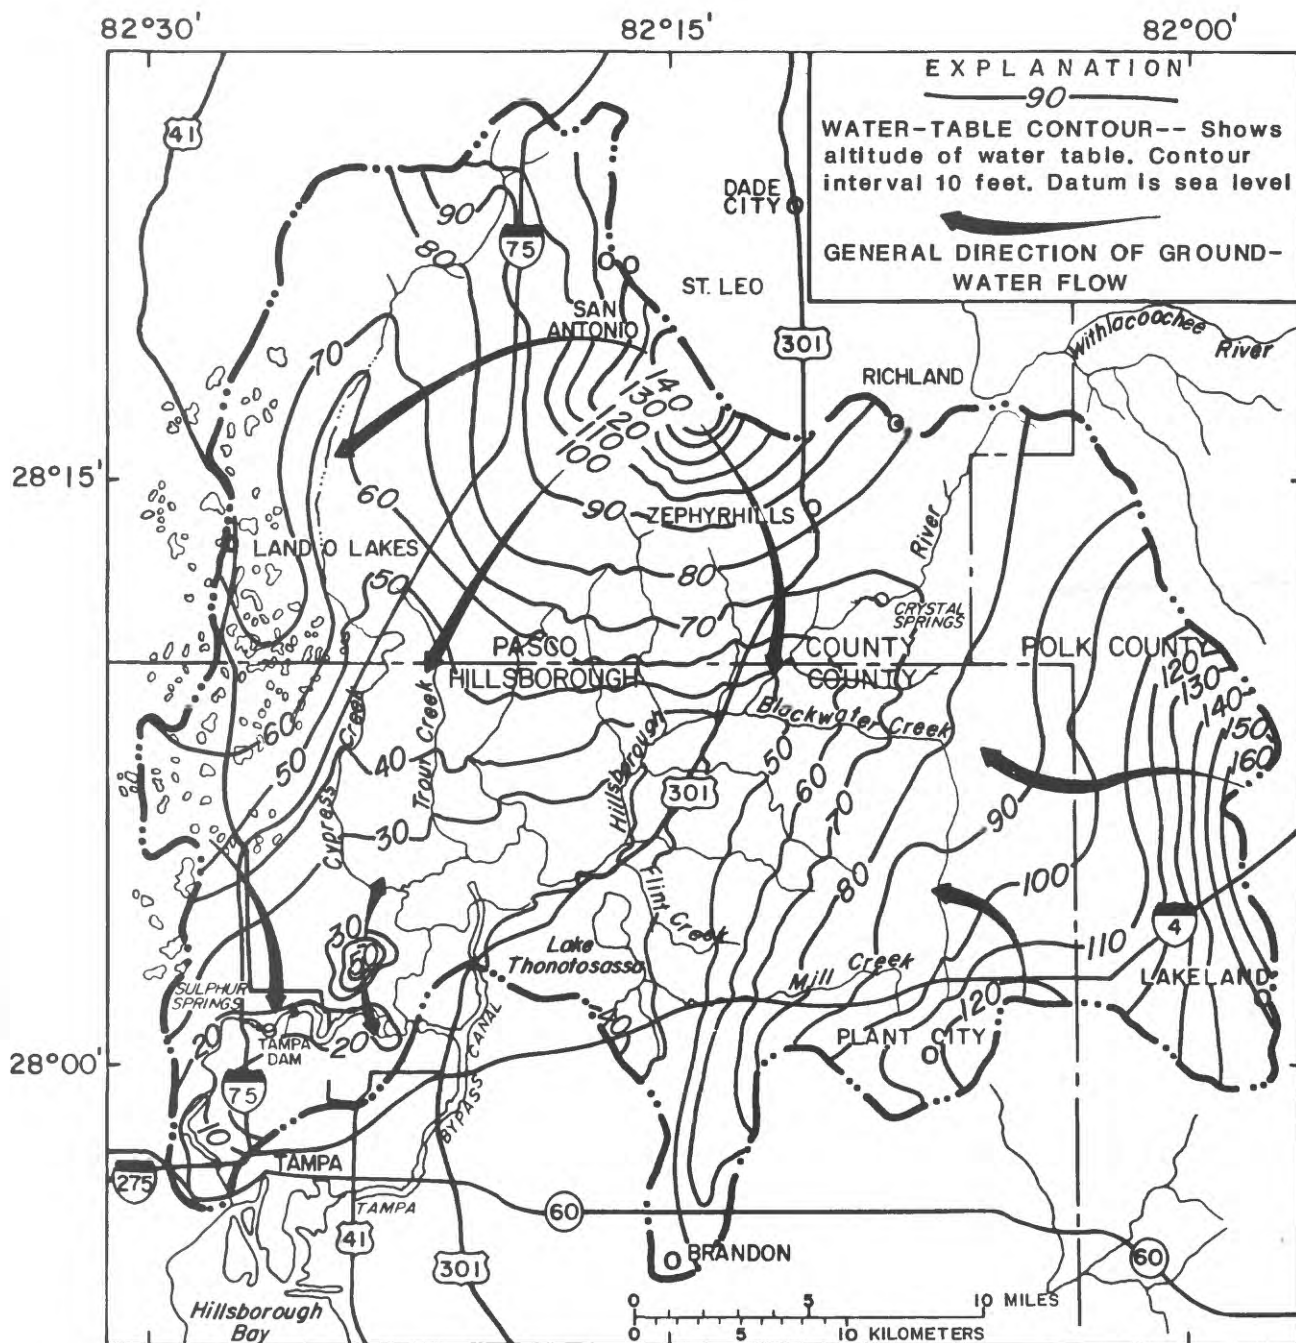 82°30'
82°15'
82°00'
EXPLANATION
90
WATER-TABLE CONTOUR-- Shows
altitude of water table. Contour
interval 10 feet. Datum is sea level
GENERAL DIRECTION OF GROUND-
WATER FLOW
41
DADE
CITY
90
75
80
ST. LEO
SAN
ANTONIO
301
Withlacoochee
River
RICHLAND
70
140
130
120
110
100
28°15'
60
90
ZEPHYRHILLS
River
LAND O LAKES
50
80
CRYSTAL
SPRINGS
70
PASCO
COUNTY
POLK COUNTY
HILLSBOROUGH
COUNTY
120
130
140
150
160
60
50
Creek
Cypress
40
Trout Creek
30
Hillsborough
Blackwater Creek
301
50
60
70
80
90
100
110
Flint Creek
4
LAKELAND
30
50
Lake
Thonotosassa
Mill Creek
SULPHUR
SPRINGS
20
TAMPA
DAM
20
40
120
PLANT CITY
28°00'
75
10
BYPASS CANAL
TAMPA
275
TAMPA
60
41
301
BRANDON
60
Hillsborough
Bay
0 5 10 MILES
0 5 10 KILOMETERS